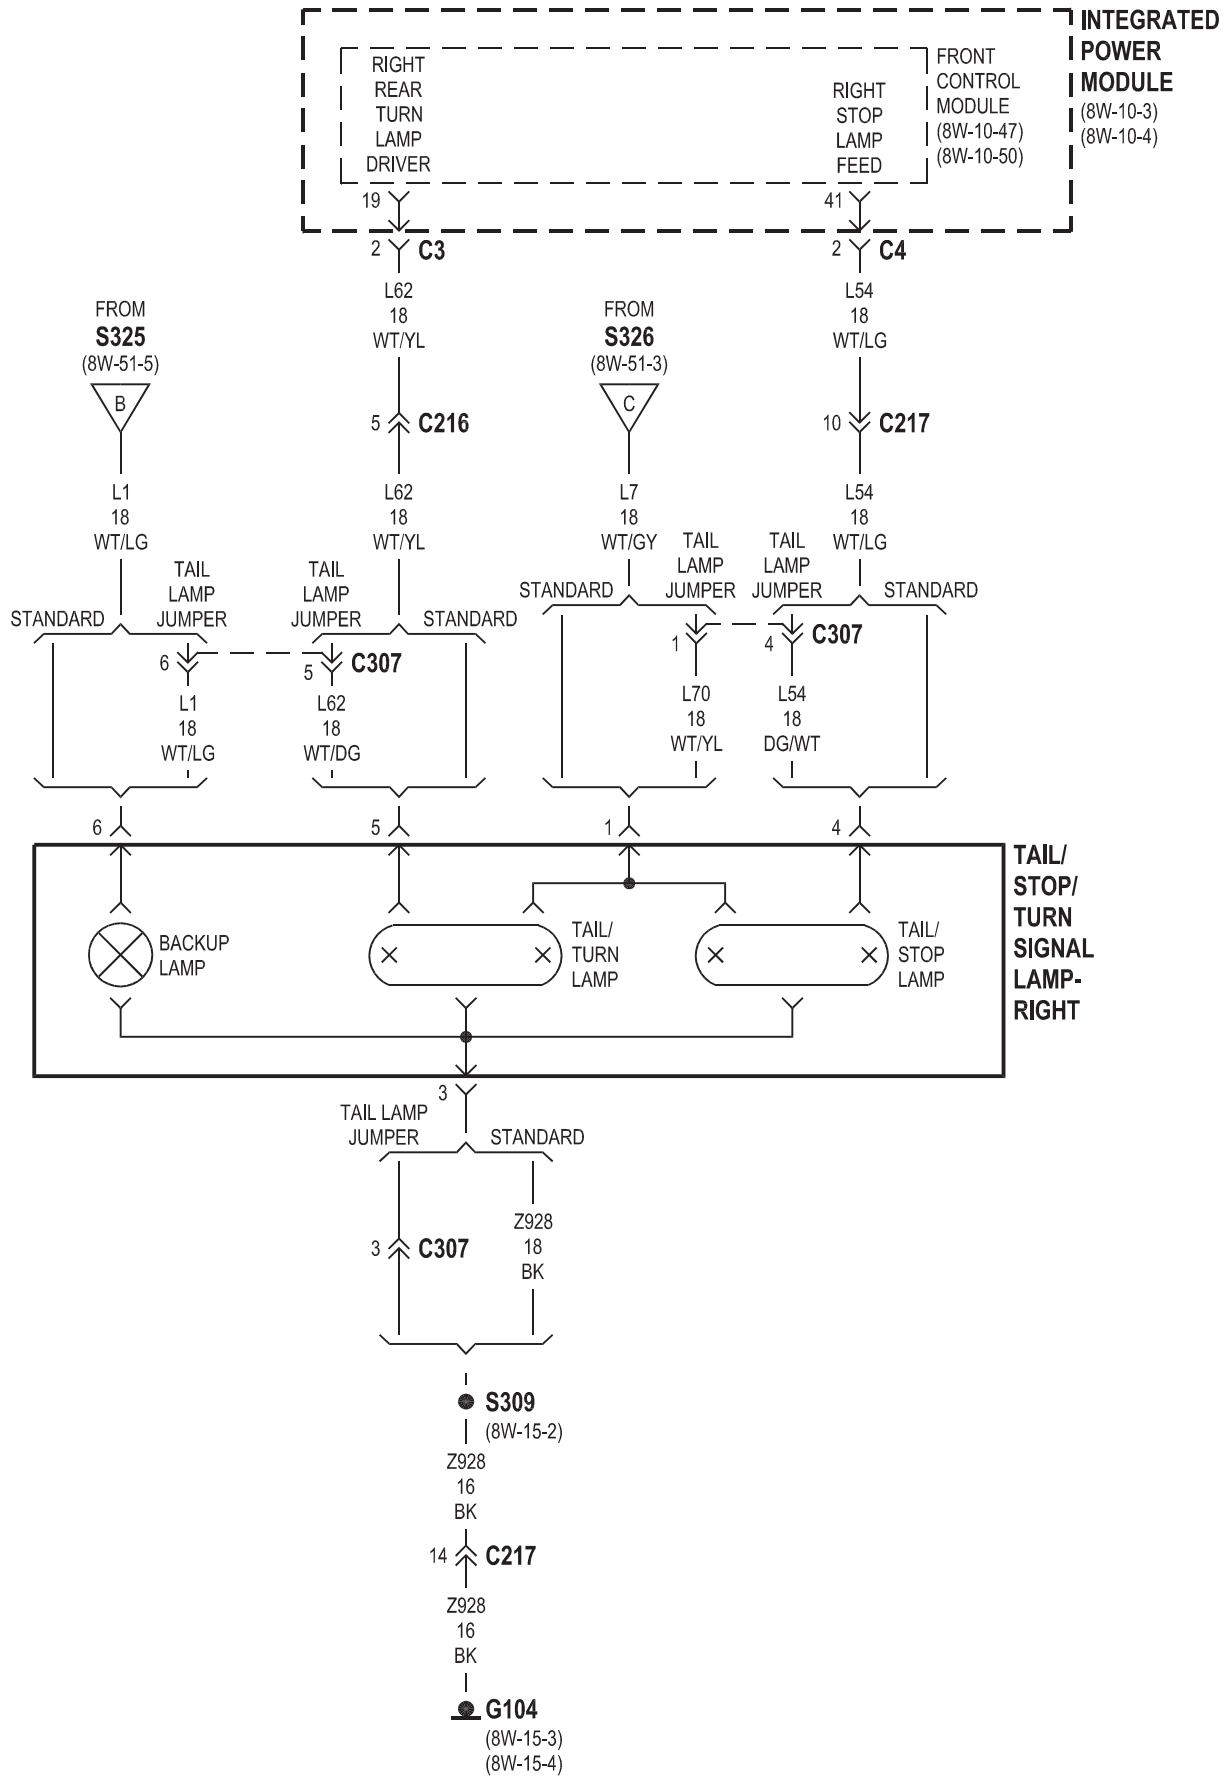 INTEGRATED
POWER
MODULE
(8W-10-3)
(8W-10-4)
FRONT
CONTROL
MODULE
(8W-10-47)
(8W-10-50)
RIGHT
REAR
TURN
LAMP
DRIVER
RIGHT
STOP
LAMP
FEED
19
41
2 C3
2 C4
L62
18
WT/YL
L54
18
WT/LG
FROM
S325
(8W-51-5)
B
FROM
S326
(8W-51-3)
C
5 C216
10 C217
L1
18
WT/LG
L62
18
WT/YL
L7
18
WT/GY
L54
18
WT/LG
STANDARD
TAIL
LAMP
JUMPER
TAIL
LAMP
JUMPER
STANDARD
STANDARD
TAIL
LAMP
JUMPER
TAIL
LAMP
JUMPER
STANDARD
6
5 C307
1
4 C307
L1
18
WT/LG
L62
18
WT/DG
L70
18
WT/YL
L54
18
DG/WT
6
5
1
4
TAIL/
STOP/
TURN
SIGNAL
LAMP-
RIGHT
BACKUP
LAMP
TAIL/
TURN
LAMP
TAIL/
STOP
LAMP
3
TAIL LAMP
JUMPER
STANDARD
Z928
18
BK
3 C307
S309
(8W-15-2)
Z928
16
BK
14 C217
Z928
16
BK
G104
(8W-15-3)
(8W-15-4)